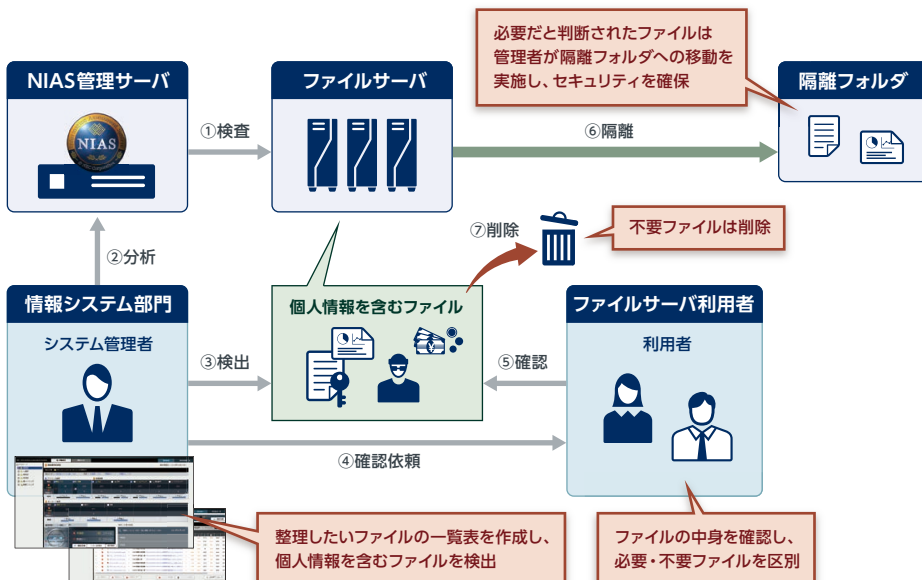 必要だと判断されたファイルは
管理者が隔離フォルダへの移動を
実施し、セキュリティを確保
NIAS管理サーバ
ファイルサーバ
隔離フォルダ
NIAS
①検査
⑥隔離
②分析
⑦削除
不要ファイルは削除
情報システム部門
システム管理者
個人情報を含むファイル
ファイルサーバ利用者
利用者
③検出
⑤確認
④確認依頼
整理したいファイルの一覧表を作成し、
個人情報を含むファイルを検出
ファイルの中身を確認し、
必要・不要ファイルを区別